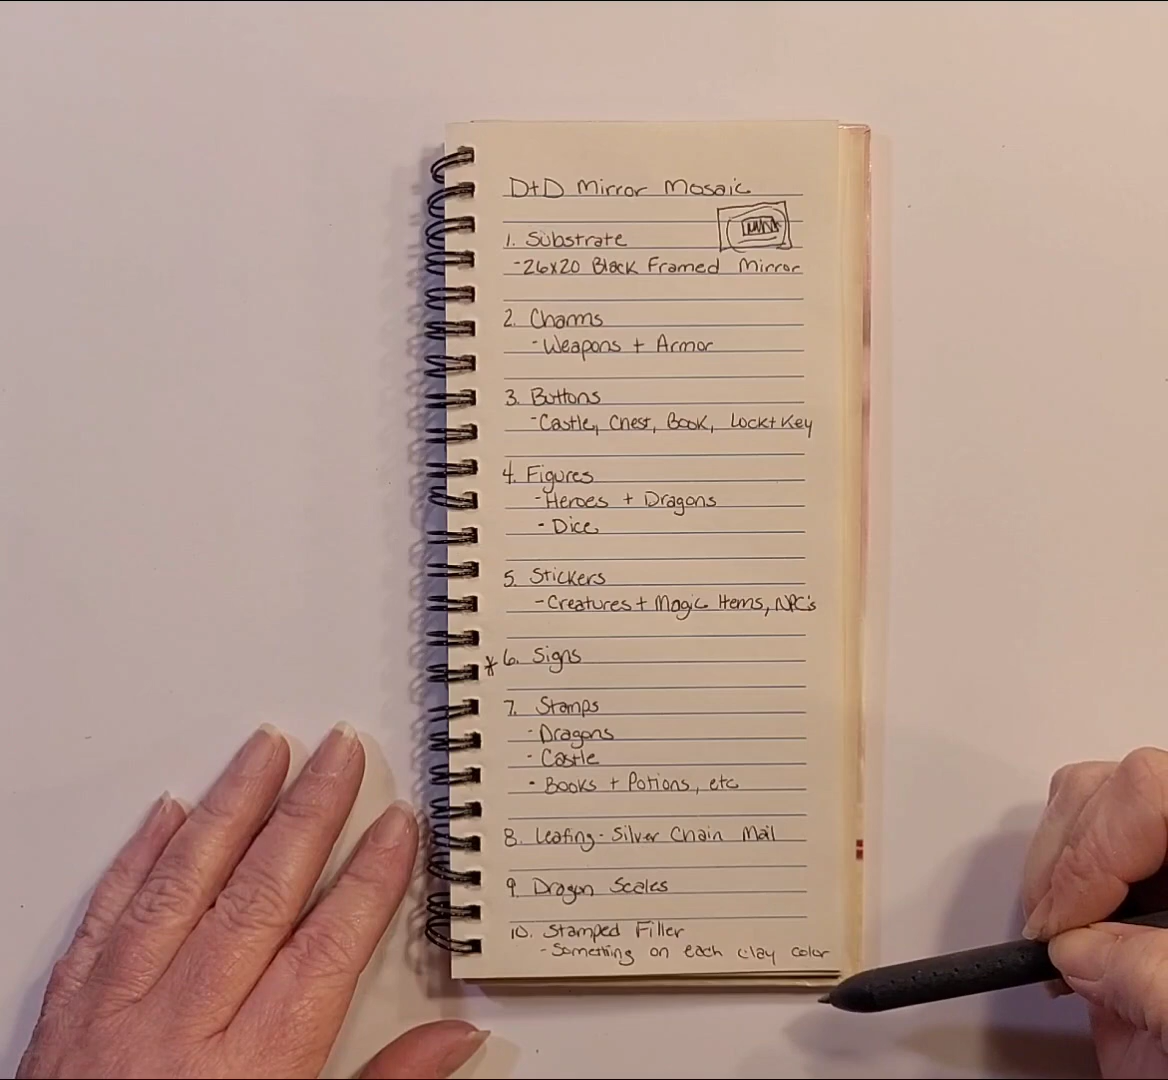 D+D Mirror Mosaic
1. Substrate
-26x20 Black Framed Mirror
2. Charms
-Weapons + Armor
3. Buttons
-Castle, Chest, Book, Lock+Key
4. Figures
-Heroes + Dragons
- Dice
5. Stickers
-Creatures + Magic Items, NPC's
*6. Signs
7. Stamps
- Dragons
- Castle
- Books + Potions, etc
8. Leafing - Silver Chain Mail
9. Dragon Scales
10. Stamped Filler
-Something on each clay color